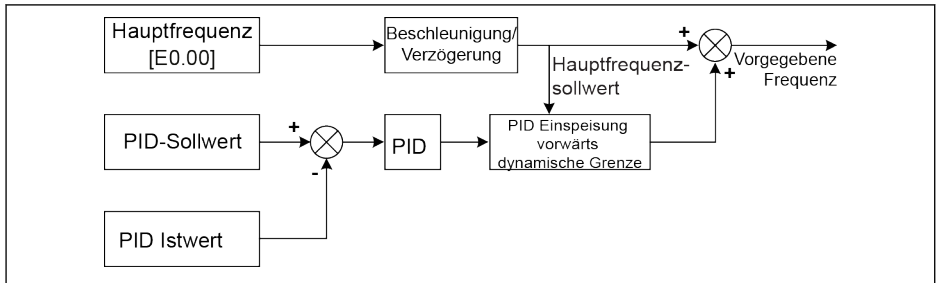 Hauptfrequenz
[E0.00]
Beschleunigung/
Verzögerung
+
+
Vorgegebene
Frequenz
Hauptfrequenz-
sollwert
PID-Sollwert
+
-
PID
PID Einspeisung
vorwärts
dynamische Grenze
PID Istwert